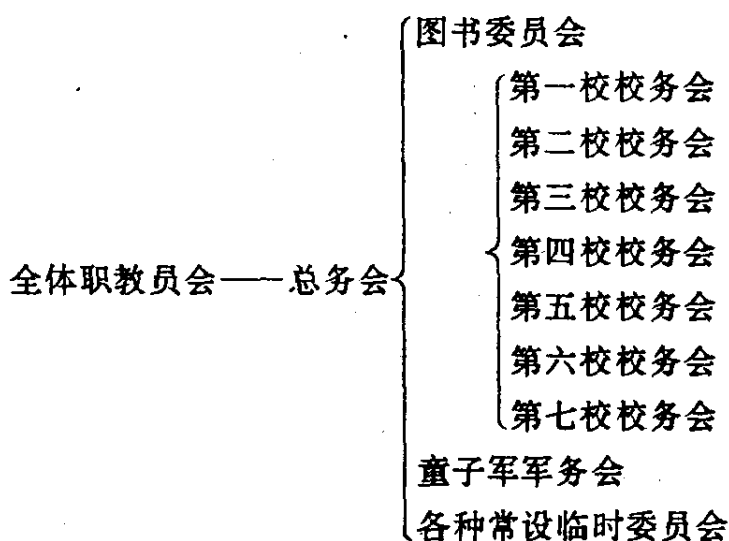 图书委员会
第一校校务会
第二校校务会
第三校校务会
第四校校务会
全体职教员会——总务会
第五校校务会
第六校校务会
第七校校务会
童子军军务会
各种常设临时委员会